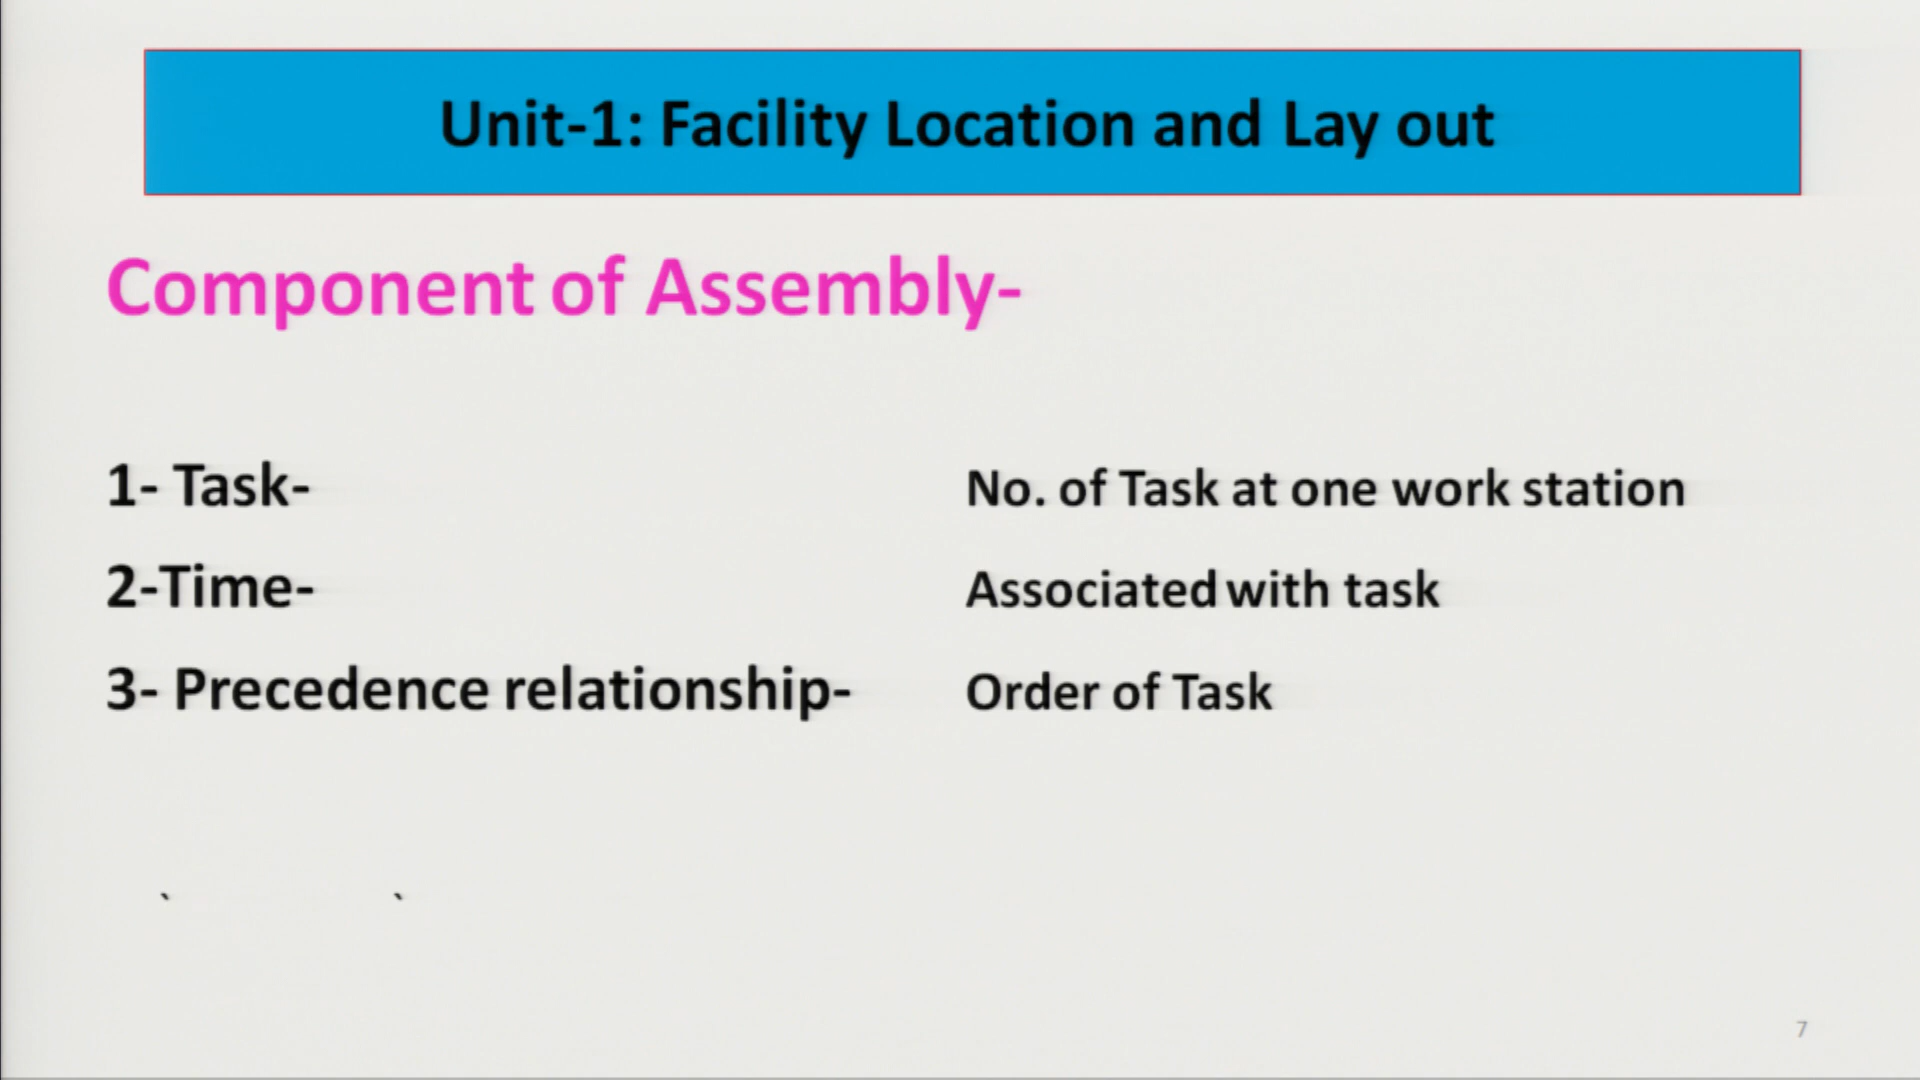 Unit-1: Facility Location and Lay out
Component of Assembly-
1- Task- No. of Task at one work station
2-Time- Associated with task
3- Precedence relationship- Order of Task
` `
7